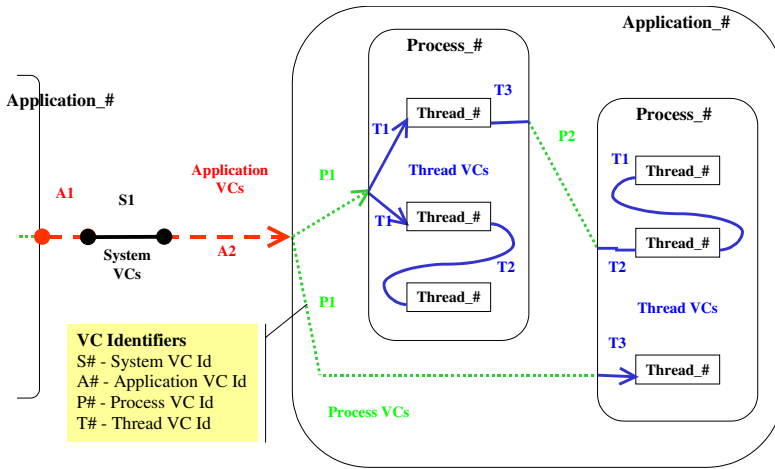 Application_#
Process_#
Application_#
T3
Thread_#
Process_#
T1
P2
Application
VCs
P1
Thread VCs
T1
Thread_#
A1
S1
T1
Thread_#
A2
System
VCs
T2
Thread_#
T2
Thread_#
P1
Thread VCs
T3
Thread_#
Process VCs
VC Identifiers
S# - System VC Id
A# - Application VC Id
P# - Process VC Id
T# - Thread VC Id